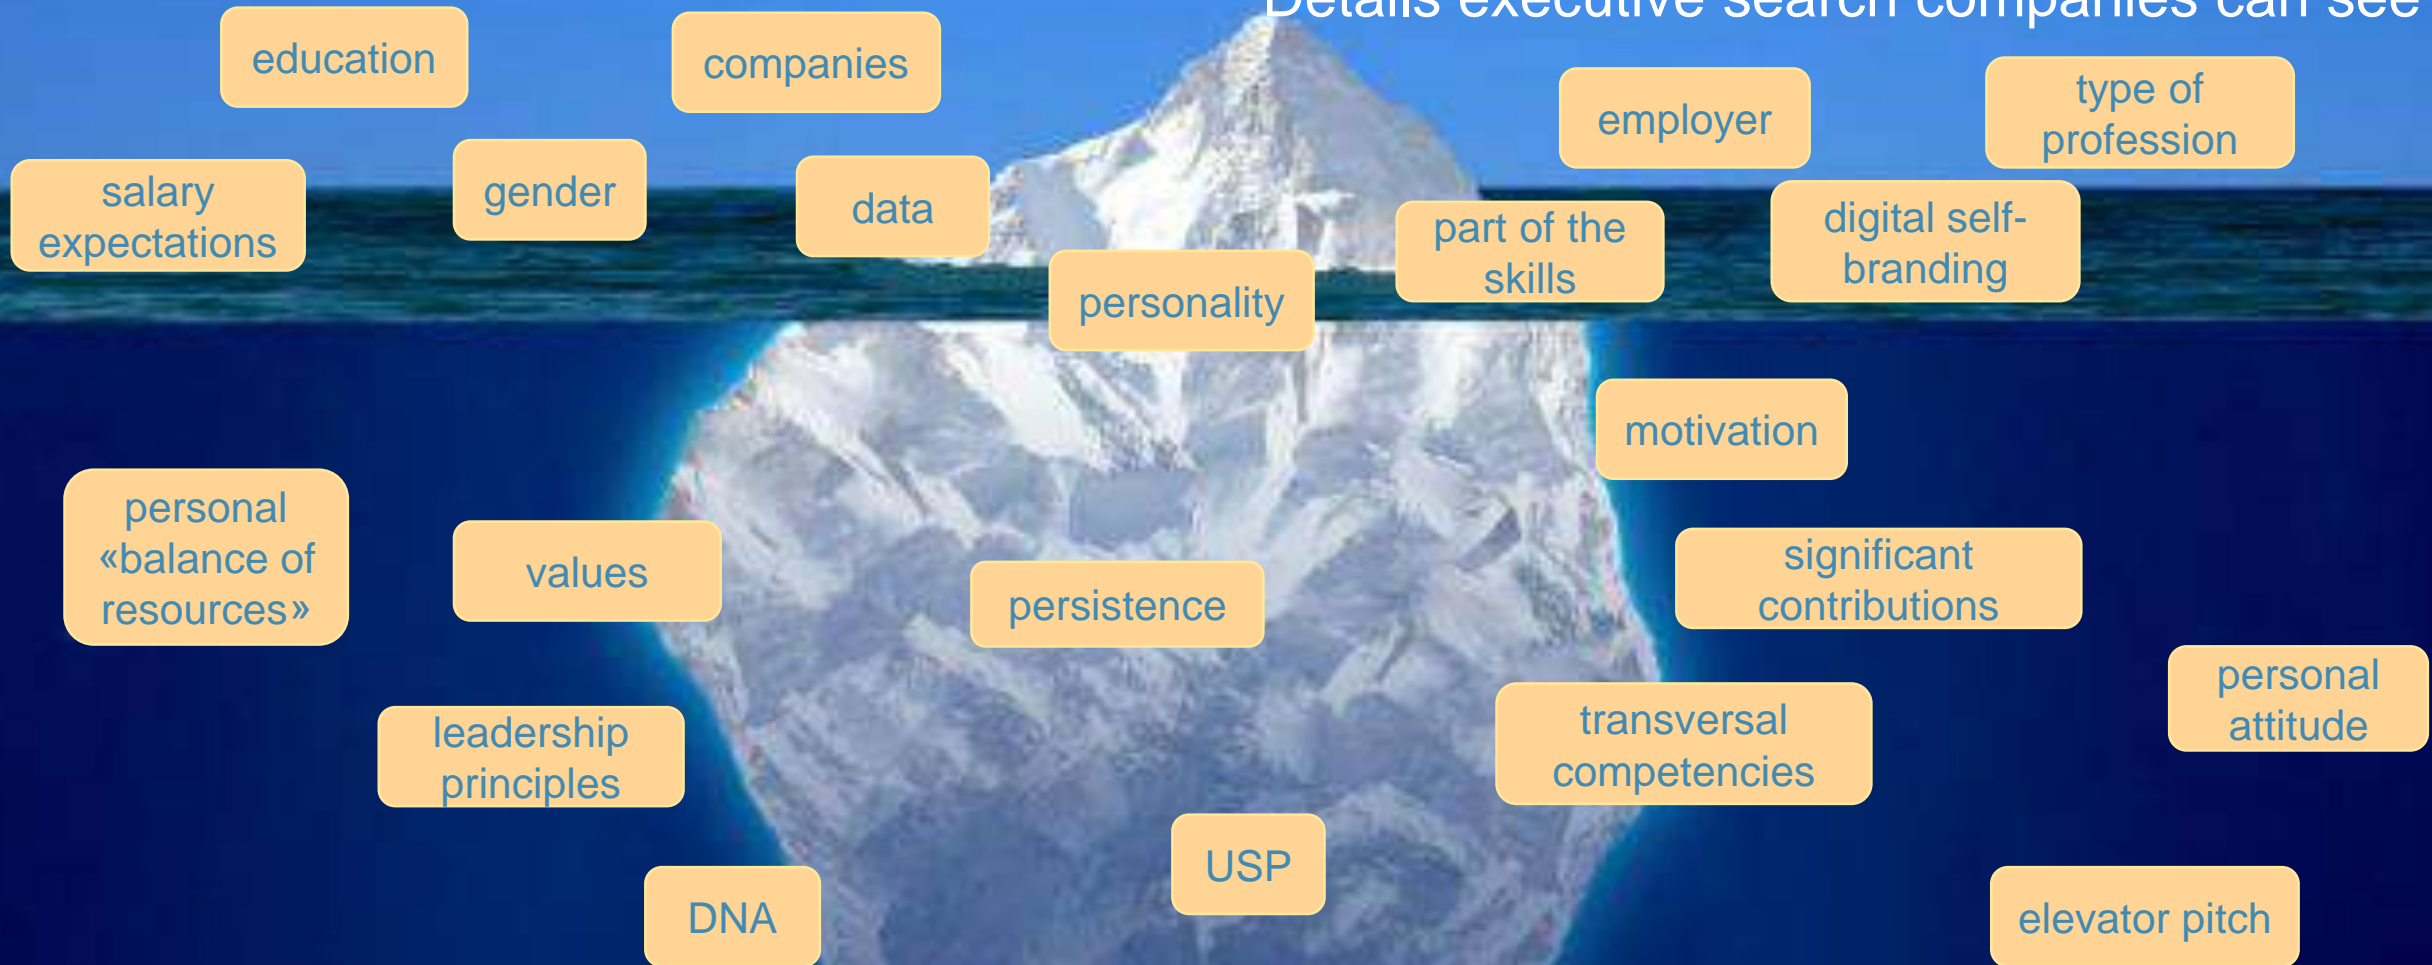 Details executive search companies can see
education
companies
employer
type of
profession
salary
expectations
gender
data
part of the
skills
digital self-
branding
personality
motivation
personal
«balance of
resources»
values
persistence
significant
contributions
personal
attitude
leadership
principles
transversal
competencies
USP
DNA
elevator pitch